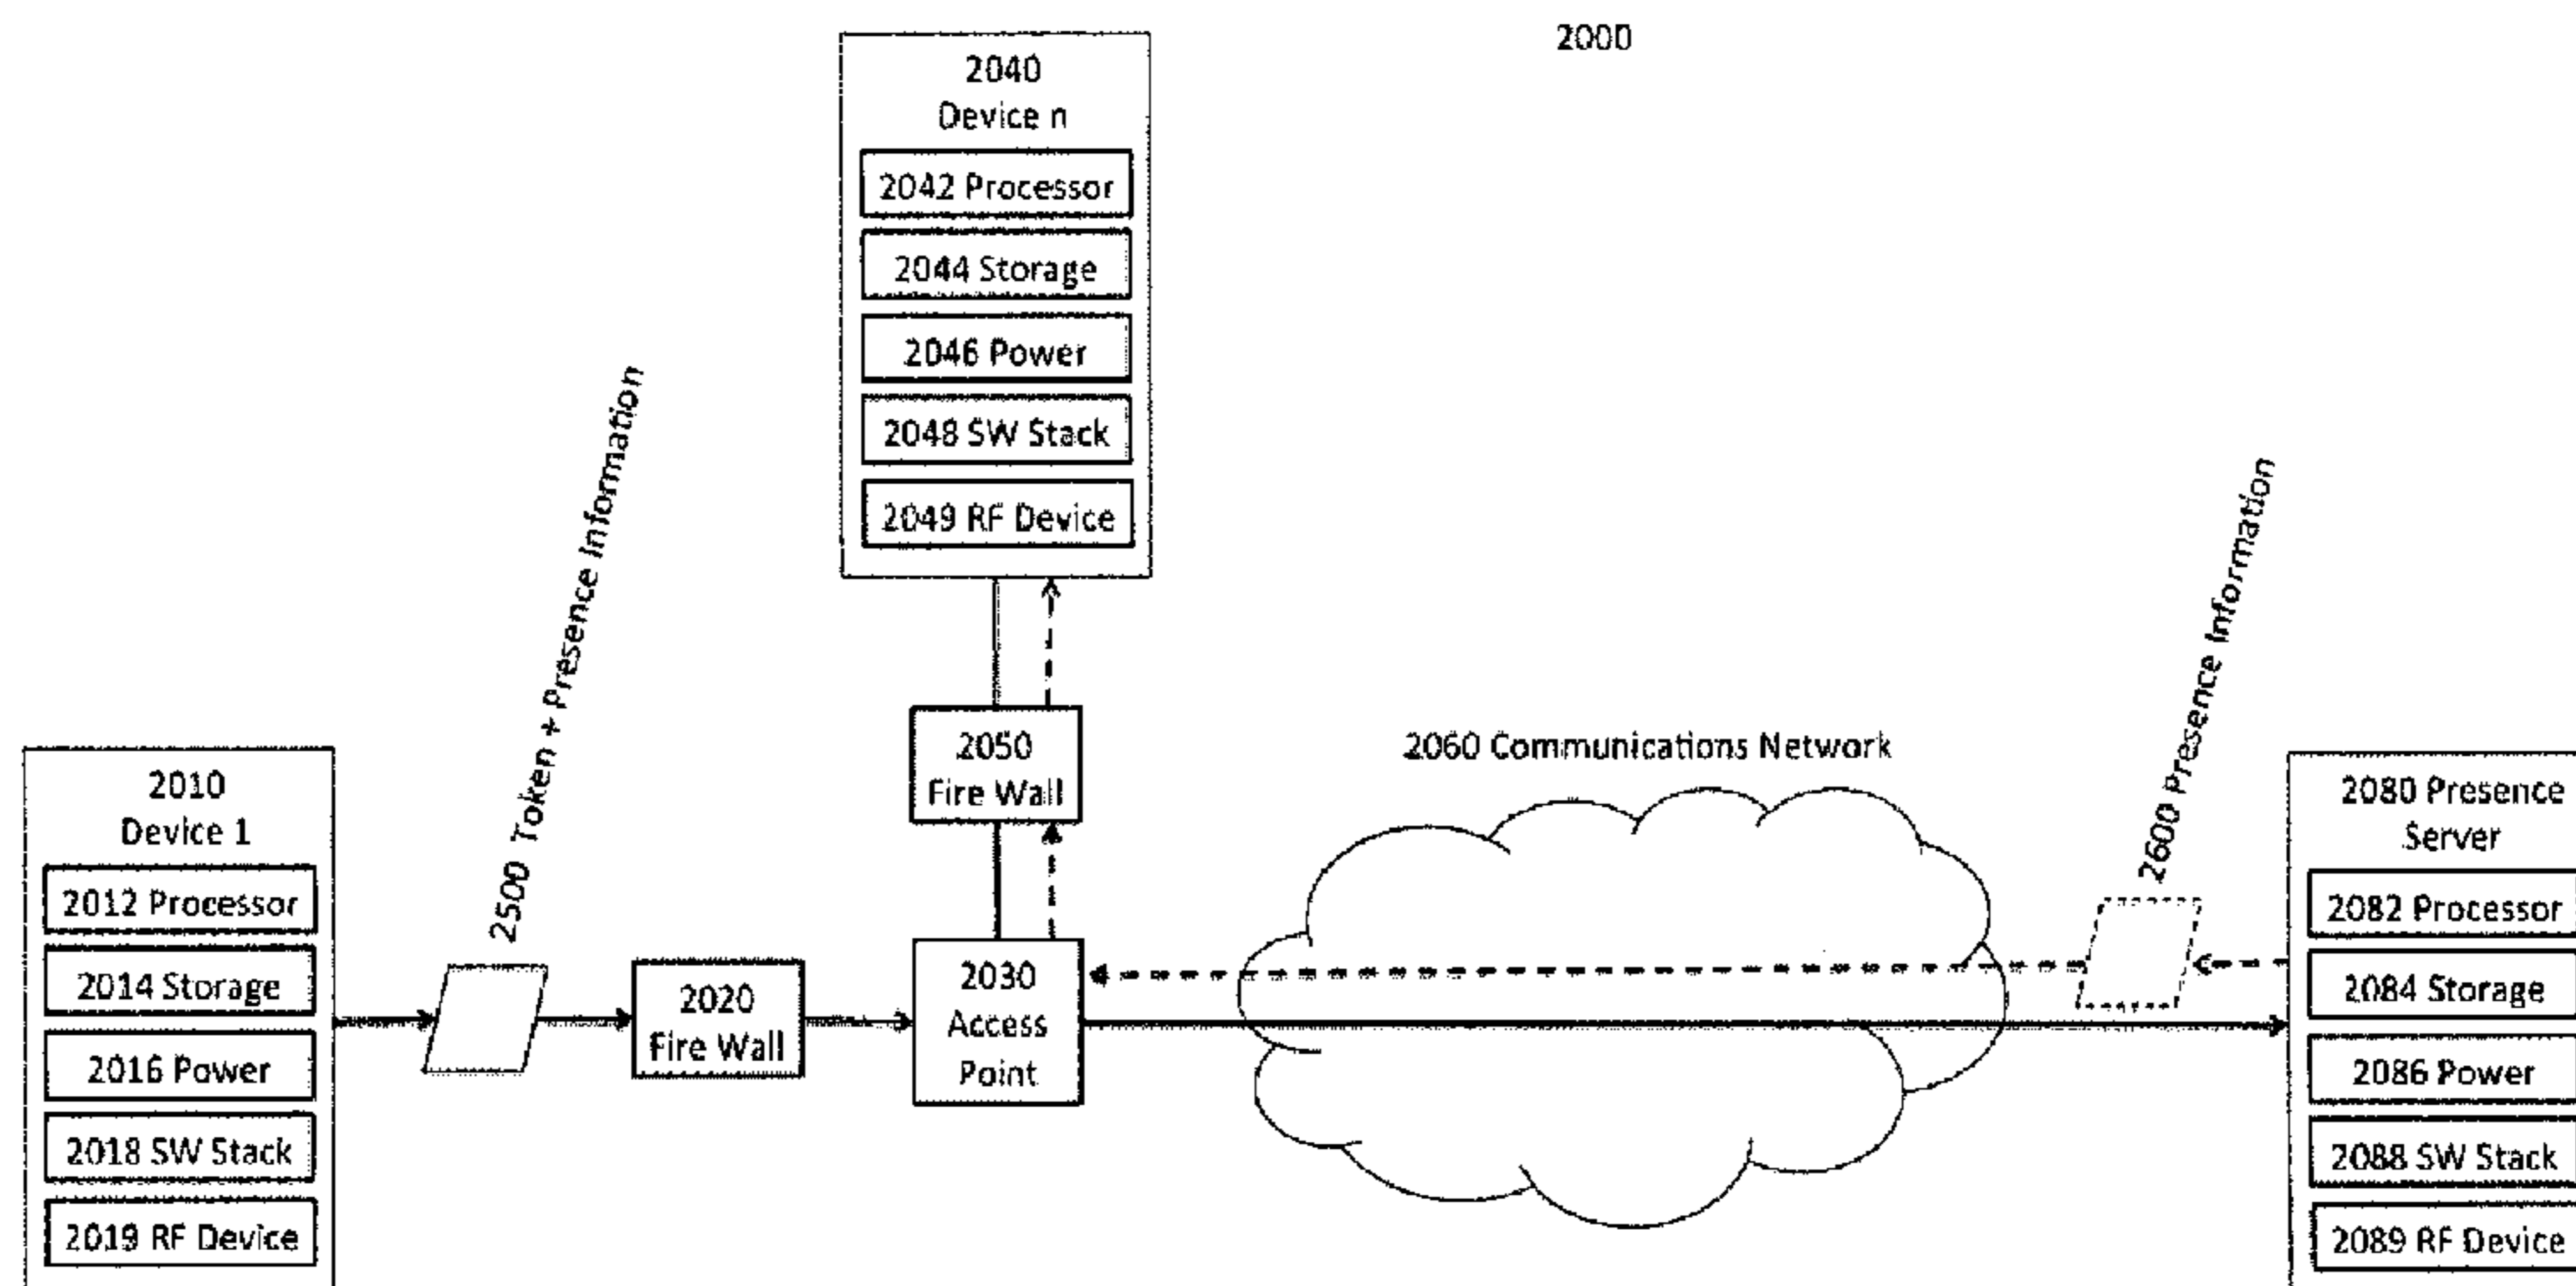 2000
2040
Device n
2042 Processor
2044 Storage
2046 Power
2048 SW Stack
2049 RF Device
2500 Token + Presence Information
2050
Fire Wall
2060 Communications Network
2600 Presence Information
2010
Device 1
2012 Processor
2014 Storage
2016 Power
2018 SW Stack
2019 RF Device
2020
Fire Wall
2030
Access
Point
2080 Presence
Server
2082 Processor
2084 Storage
2086 Power
2088 SW Stack
2089 RF Device